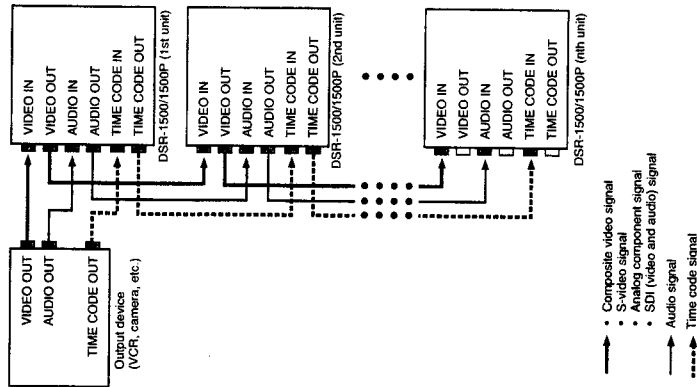 VIDEO OUT
AUDIO OUT
TIME CODE OUT
Output device
(VCR, camera, etc.)
VIDEO IN
VIDEO OUT
AUDIO IN
AUDIO OUT
TIME CODE IN
TIME CODE OUT
DSR-1500/1500P (1st unit)
VIDEO IN
VIDEO OUT
AUDIO IN
AUDIO OUT
TIME CODE IN
TIME CODE OUT
DSR-1500/1500P (2nd unit)
VIDEO IN
VIDEO OUT
AUDIO IN
AUDIO OUT
TIME CODE IN
TIME CODE OUT
DSR-1500/1500P (nth unit)
• Composite video signal
• S-video signal
• Analog component signal
• SDI (video and audio) signal
Audio signal
Time code signal